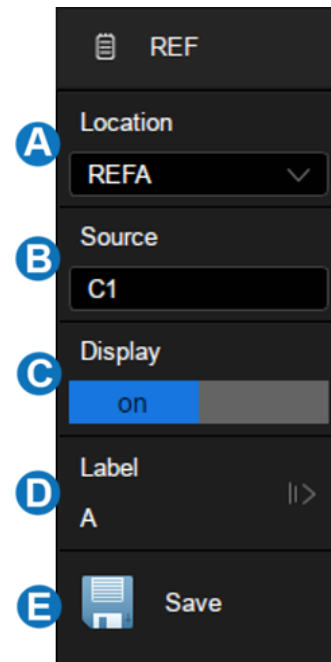 REF
A
Location
REFA
B
Source
C1
C
Display
on
D
Label
A
E
Save